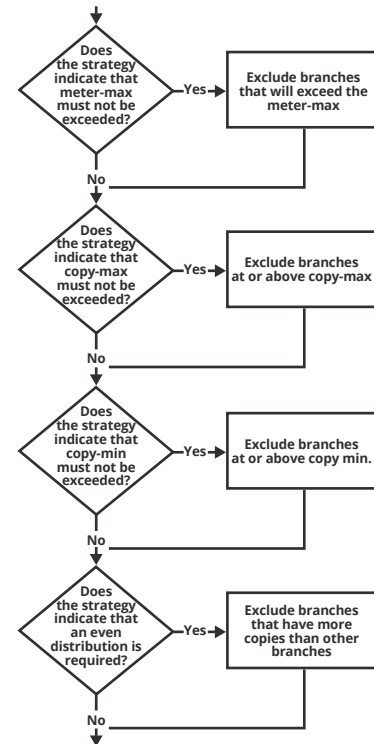 Does
the strategy
indicate that
meter-max
must not be
exceeded?
Yes
Exclude branches
that will exceed the
meter-max
No
Does
the strategy
indicate that
copy-max
must not be
exceeded?
Yes
Exclude branches
at or above copy-max
No
Does
the strategy
indicate that
copy-min
must not be
exceeded?
Yes
Exclude branches
at or above copy min.
No
Does
the strategy
indicate that
an even
distribution is
required?
Yes
Exclude branches
that have more
copies than other
branches
No